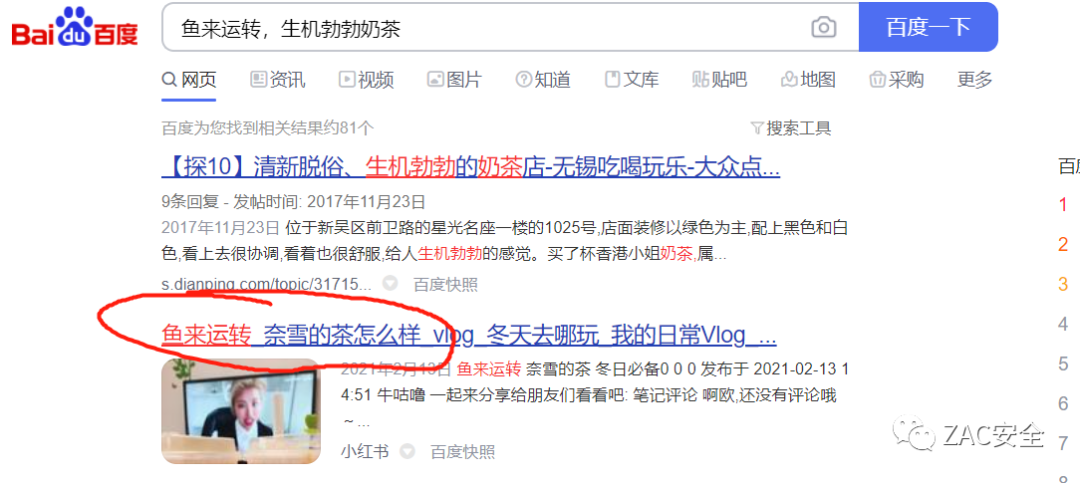 Bai du 百度
鱼来运转，生机勃勃奶茶
百度一下
网页 资讯 视频 图片 知道 文库 贴吧 地图 采购 更多
百度为您找到相关结果约81个
搜索工具
【探10】清新脱俗、生机勃勃的奶茶店-无锡吃喝玩乐-大众点...
9条回复 - 发帖时间: 2017年11月23日
2017年11月23日 位于新吴区前卫路的星光名座一楼的1025号,店面装修以绿色为主,配上黑色和白
色,看上去很协调,看着也很舒服,给人生机勃勃的感觉。买了杯香港小姐奶茶,属...
s.dianping.com/topic/31715... 百度快照
鱼来运转_奈雪的茶怎么样_vlog_冬天去哪玩_我的日常Vlog_...
2021年2月13日 鱼来运转 奈雪的茶 冬日必备0 0 0 发布于 2021-02-13 1
4:51 牛咕噜 一起来分享给朋友们看看吧: 笔记评论 啊欧,还没有评论哦
~...
小红书 百度快照
1
2
3
4
5
6
7
ZAC安全